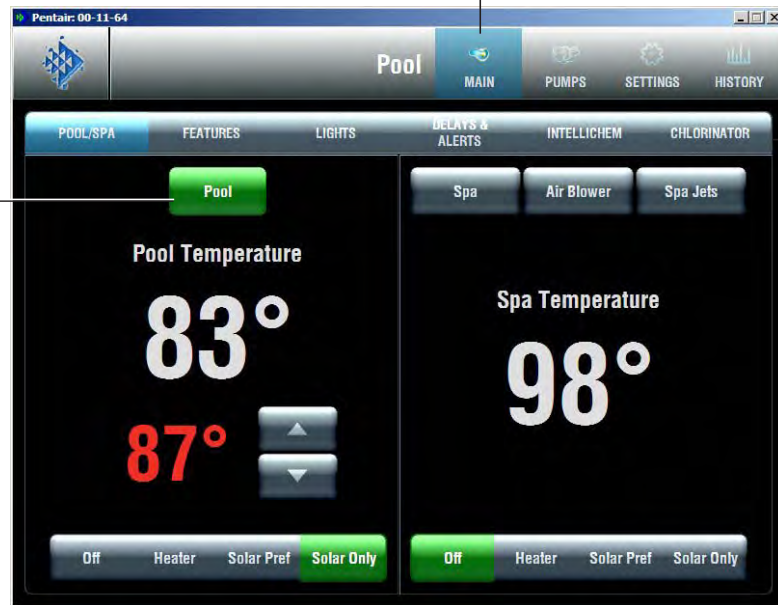 Pentair: 00-11-64
Pool
MAIN
PUMPS
SETTINGS
HISTORY
POOL/SPA
FEATURES
LIGHTS
DELAYS &
ALERTS
INTELLICHEM
CHLORINATOR
Pool
Pool Temperature
83°
87°
Off Heater Solar Pref Solar Only
Spa Air Blower Spa Jets
Spa Temperature
98°
Off Heater Solar Pref Solar Only